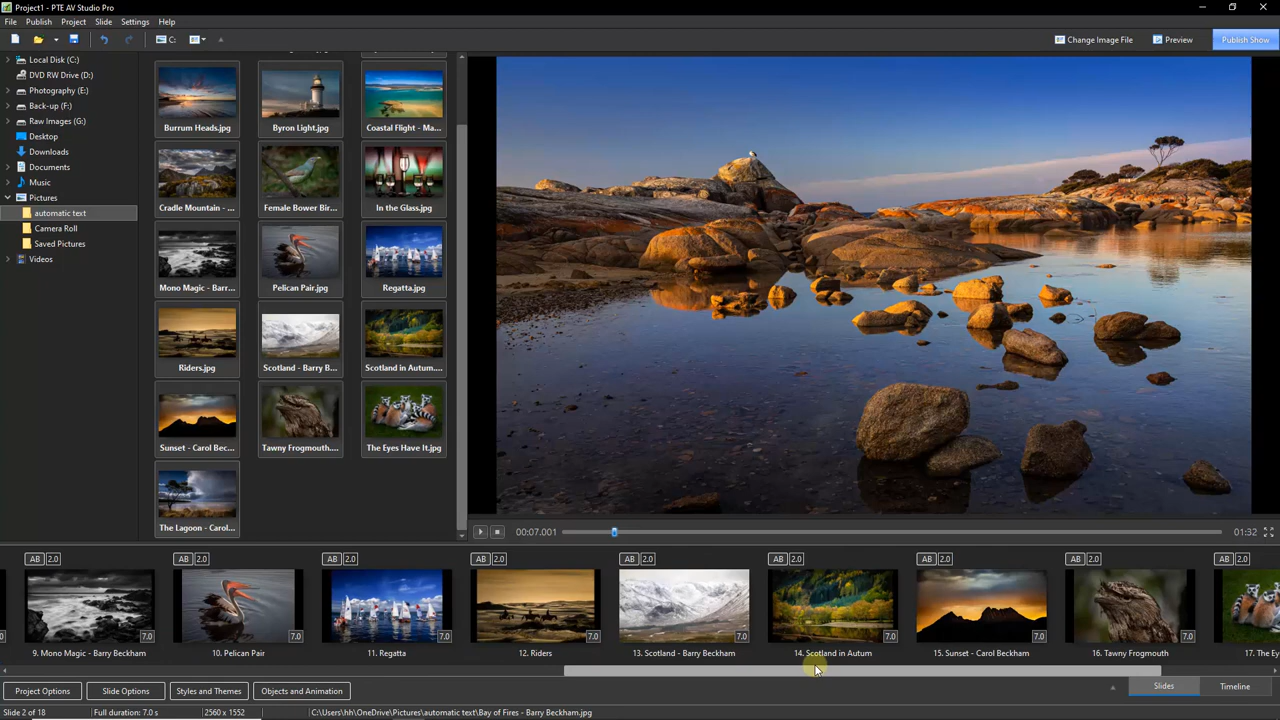 Project1 - PTE AV Studio Pro
File Publish Project Slide Settings Help
C:
Change Image File Preview Publish Show
Local Disk (C:)
DVD RW Drive (D:)
Photography (E:)
Back-up (F:)
Raw Images (G:)
Desktop
Downloads
Documents
Music
Pictures
automatic text
Camera Roll
Saved Pictures
Videos
Burrum Heads.jpg Byron Light.jpg Coastal Flight - Ma...
Cradle Mountain - ... Female Bower Bir... In the Glass.jpg
Mono Magic - Barr... Pelican Pair.jpg Regatta.jpg
Riders.jpg Scotland - Barry B... Scotland in Autumn....
Sunset - Carol Bec... Tawny Frogmouth.... The Eyes Have It.jpg
The Lagoon - Carol...
00:07.001 01:32
AB 2.0 AB 2.0 AB 2.0 AB 2.0 AB 2.0 AB 2.0 AB 2.0 AB 2.0 AB 2.0
.0 7.0 7.0 7.0 7.0 7.0 7.0 7.0 7.0
9. Mono Magic - Barry Beckham 10. Pelican Pair 11. Regatta 12. Riders 13. Scotland - Barry Beckham 14. Scotland in Autum 15. Sunset - Carol Beckham 16. Tawny Frogmouth 17. The Ey
Project Options Slide Options Styles and Themes Objects and Animation Slides Timeline
Slide 2 of 18 Full duration: 7.0 s 2560 x 1552 C:\Users\hh\OneDrive\Pictures\automatic text\Bay of Fires - Barry Beckham.jpg